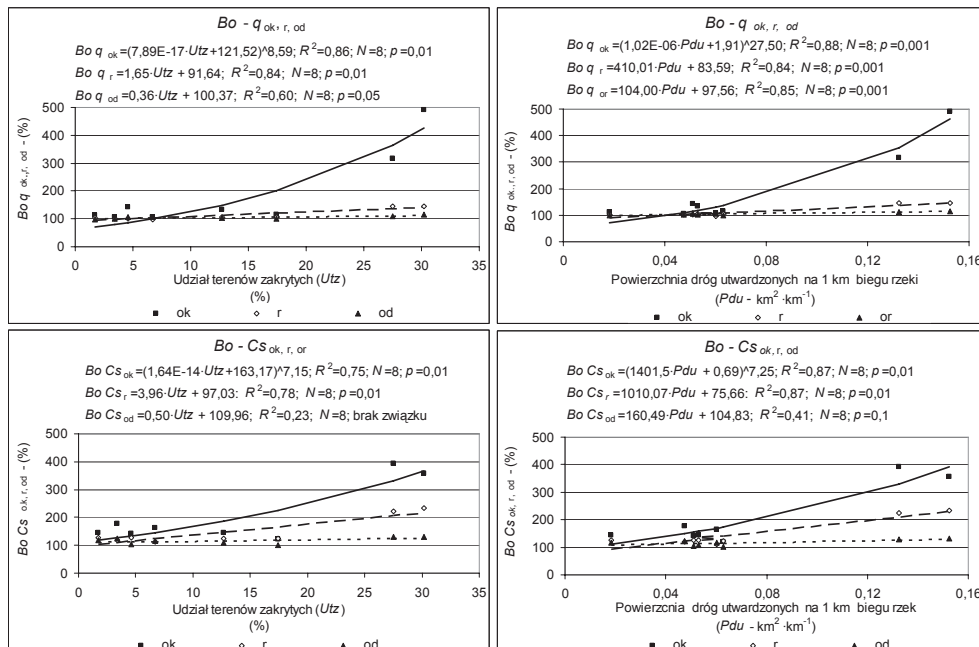 Bo - q ok, r, od
Bo q ok =(7,89E-17·Utz+121,52)^8,59; R²=0,86; N=8; p=0,01
Bo q r =1,65·Utz + 91,64; R²=0,84; N=8; p=0,01
Bo q od =0,36·Utz + 100,37; R²=0,60; N=8; p=0,05
Bo q ok.,r, od - (%)
500
400
300
200
100
0
0 5 10 15 20 25 30 35
Udział terenów zakrytych (Utz)
(%)
ok r od
Bo - q ok, r, od
Bo q ok =(1,02E-06·Pdu+1,91)^27,50; R²=0,88; N=8; p=0,001
Bo q r =410,01·Pdu + 83,59; R²=0,84; N=8; p=0,001
Bo q or =104,00·Pdu + 97,56; R²=0,85; N=8; p=0,001
Bo q ok., r, od - (%)
500
400
300
200
100
0
0 0,04 0,08 0,12 0,16
Powierzchnia dróg utwardzonych na 1 km biegu rzeki
(Pdu - km² ·km⁻¹)
ok r or
Bo - Cs ok, r, or
Bo Cs ok =(1,64E-14·Utz+163,17)^7,15; R²=0,75; N=8; p=0,01
Bo Cs r =3,96·Utz + 97,03: R²=0,78; N=8; p=0,01
Bo Cs od =0,50·Utz + 109,96; R²=0,23; N=8; brak związku
Bo Cs o.k, r, od - (%)
500
400
300
200
100
0
0 5 10 15 20 25 30 35
Udział terenów zakrytych (Utz)
(%)
ok r od
Bo - Cs ok, r, od
Bo Cs ok =(1401,5·Pdu + 0,69)^7,25; R²=0,87; N=8; p=0,01
Bo Cs r =1010,07·Pdu + 75,66: R²=0,87; N=8; p=0,01
Bo Cs od =160,49·Pdu + 104,83; R²=0,41; N=8; p=0,1
Bo Cs ok, r, od - (%)
500
400
300
200
100
0
0 0,04 0,08 0,12 0,16
Powierzcnia dróg utwardzonych na 1 km biegu rzek
(Pdu - km² ·km⁻¹)
ok r od